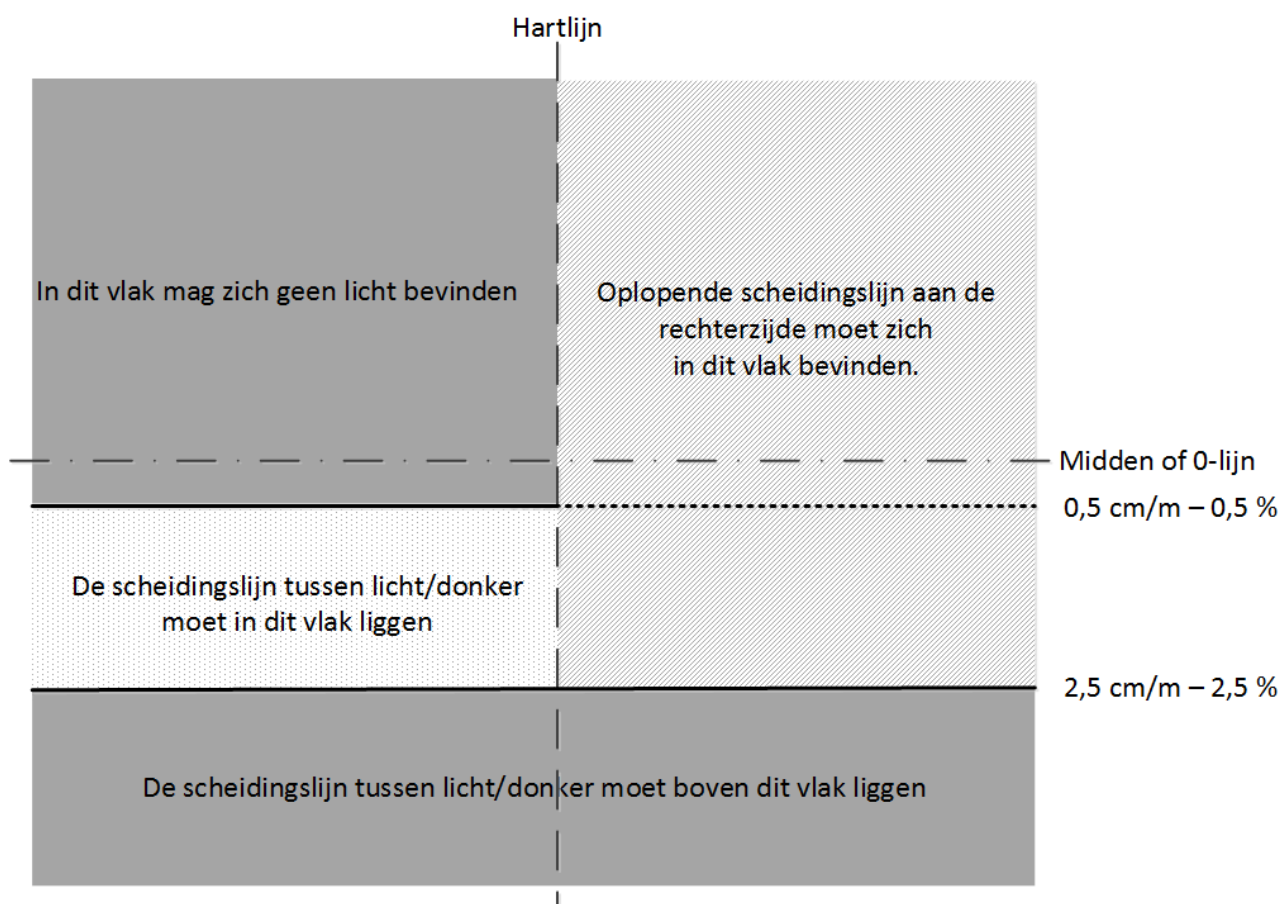 Hartlijn
In dit vlak mag zich geen licht bevinden
Oplopende scheidingslijn aan de
rechterzijde moet zich
in dit vlak bevinden.
Midden of 0-lijn
0,5 cm/m – 0,5 %
De scheidingslijn tussen licht/donker
moet in dit vlak liggen
2,5 cm/m – 2,5 %
De scheidingslijn tussen licht/donker moet boven dit vlak liggen